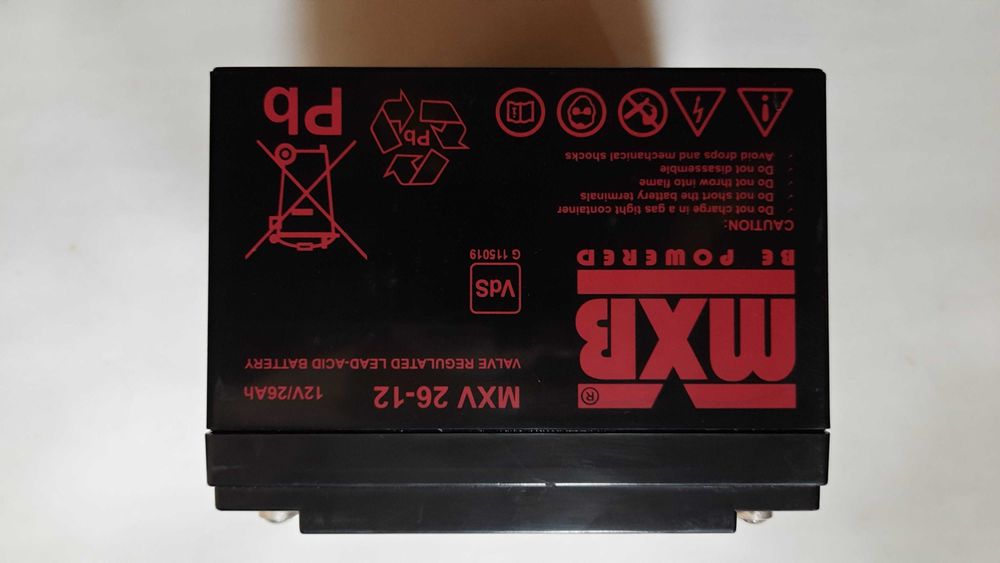 MXB
®
BE POWERED
MXV 26-12
12V/26Ah
VALVE REGULATED LEAD-ACID BATTERY
VdS
G 115019
CAUTION:
Do not charge in a gas tight container
Do not short the battery terminals
Do not throw into flame
Do not disassemble
Avoid drops and mechanical shocks
Pb
Pb